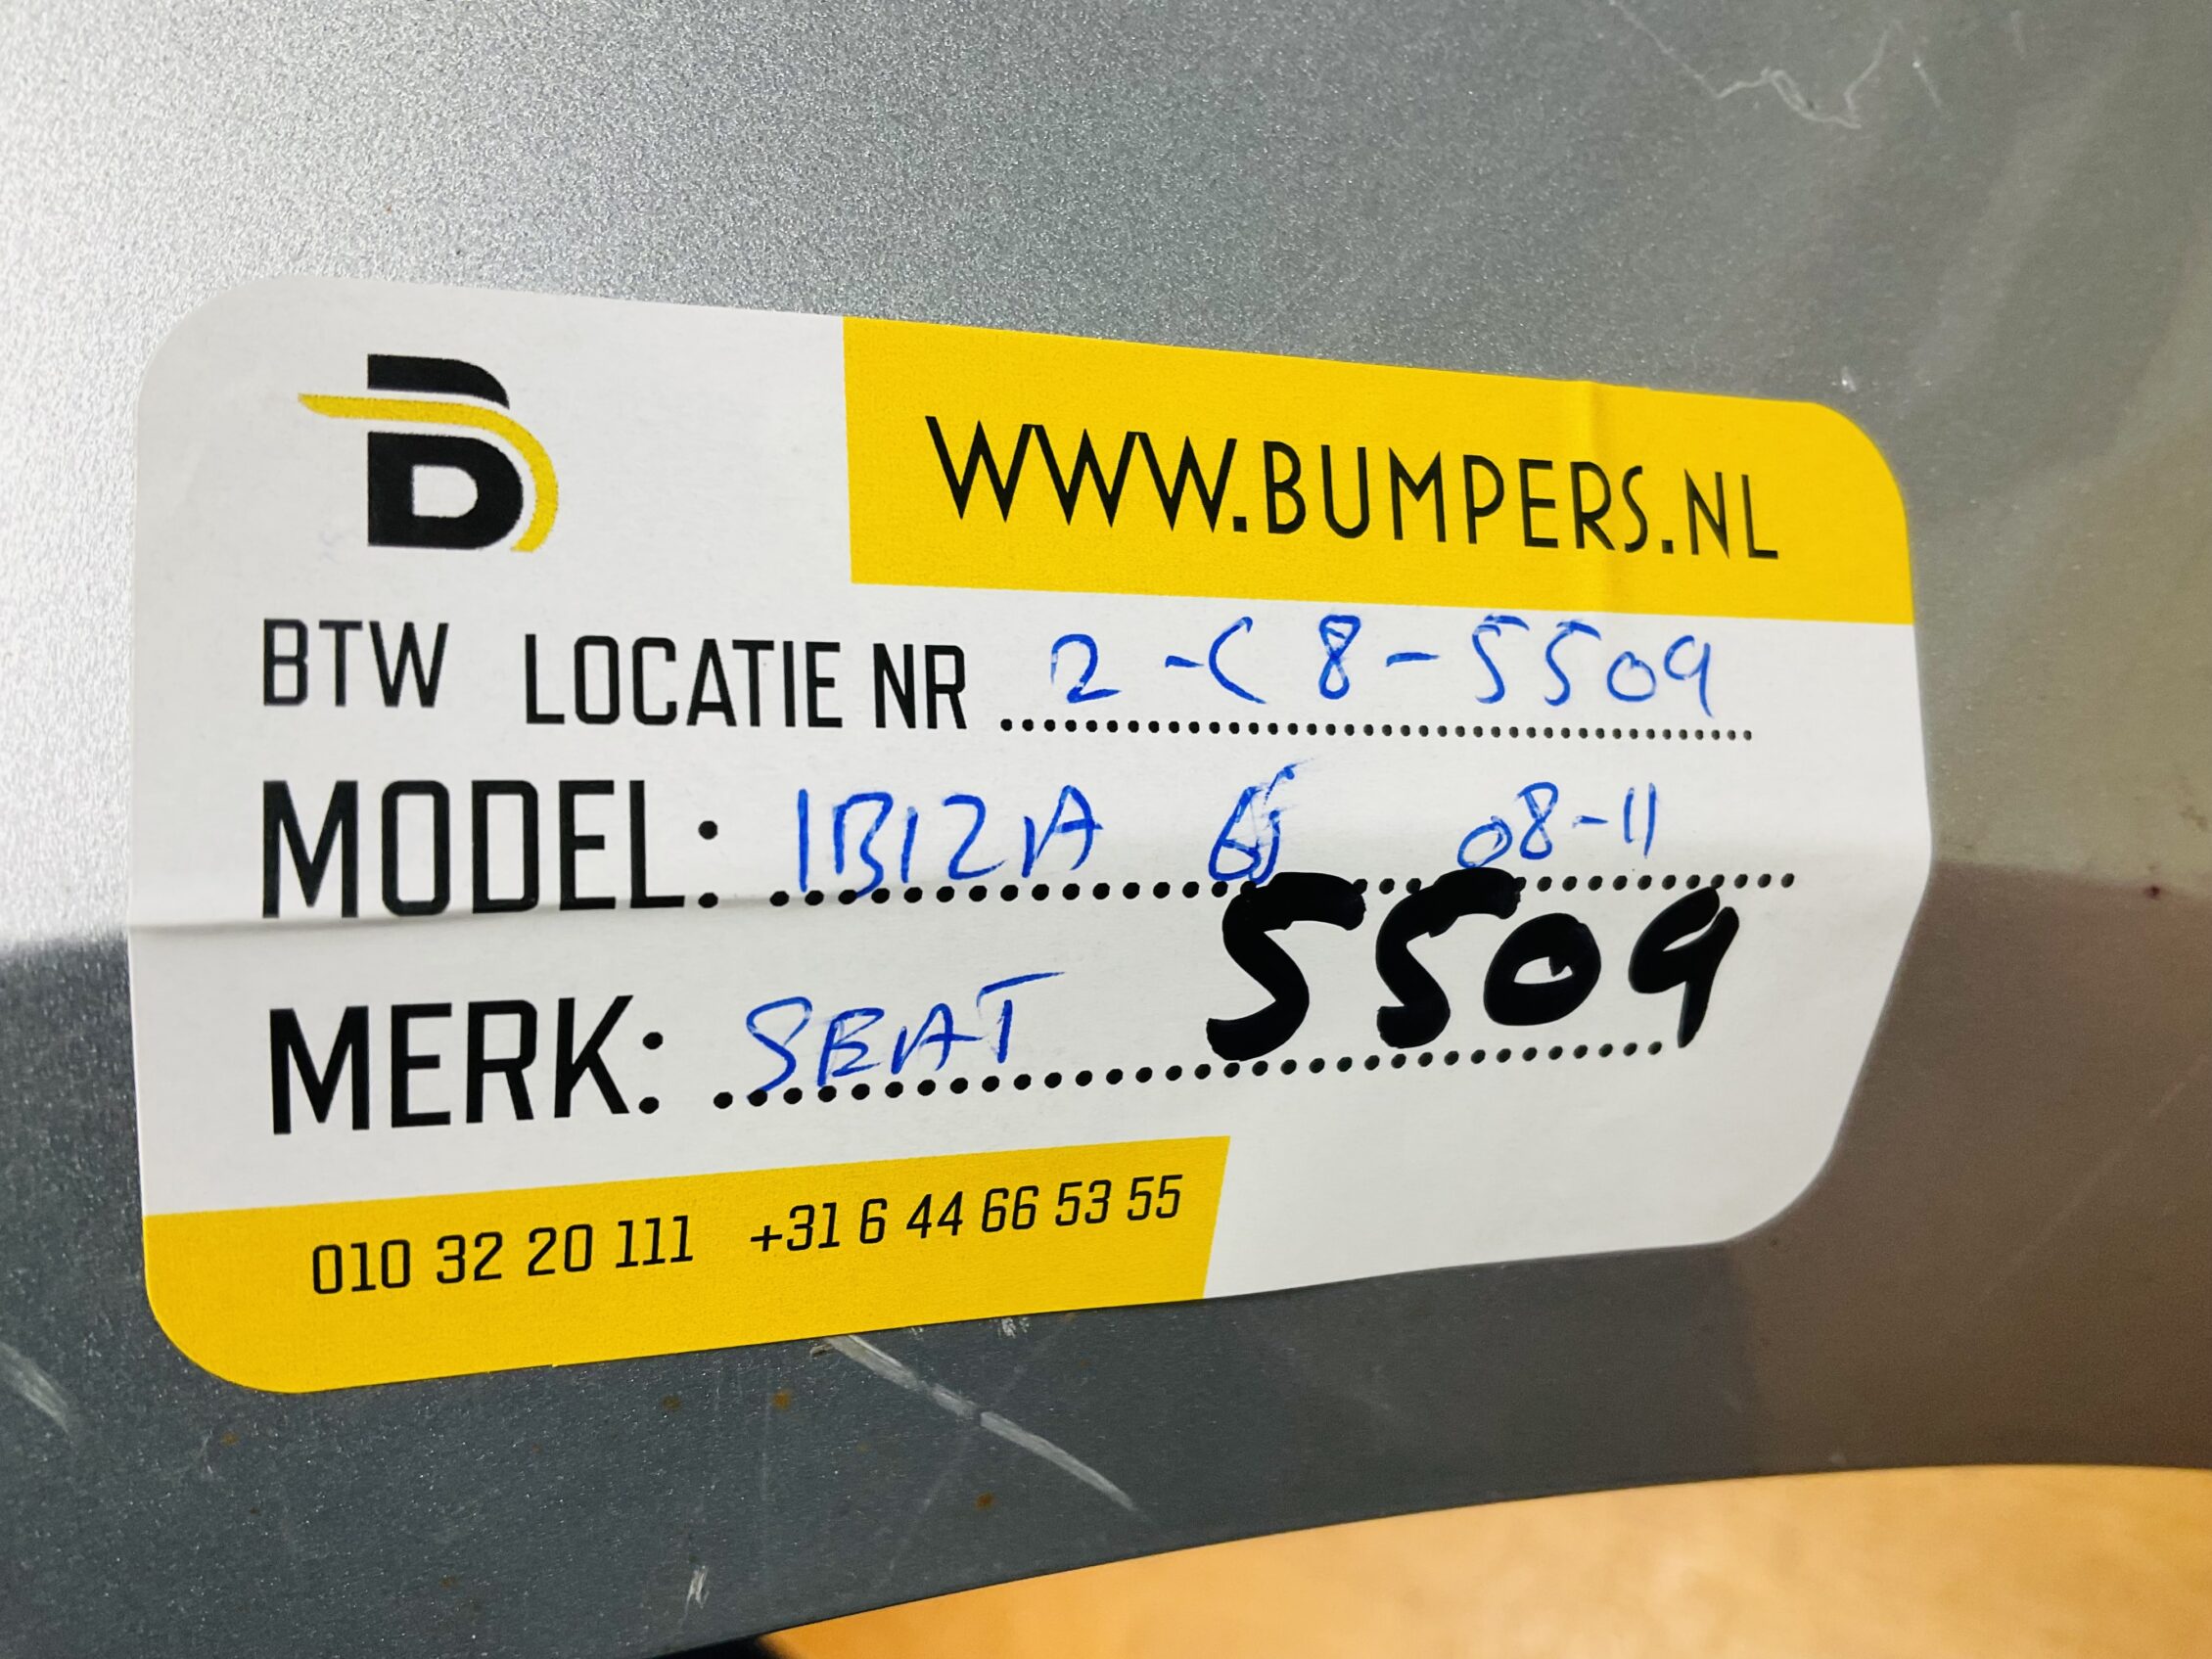 B
WWW.BUMPERS.NL
BTW LOCATIE NR 2-C8-5509
MODEL: IBIZA 08-11
5509
MERK: SEAT
010 32 20 111 +31 6 44 66 53 55